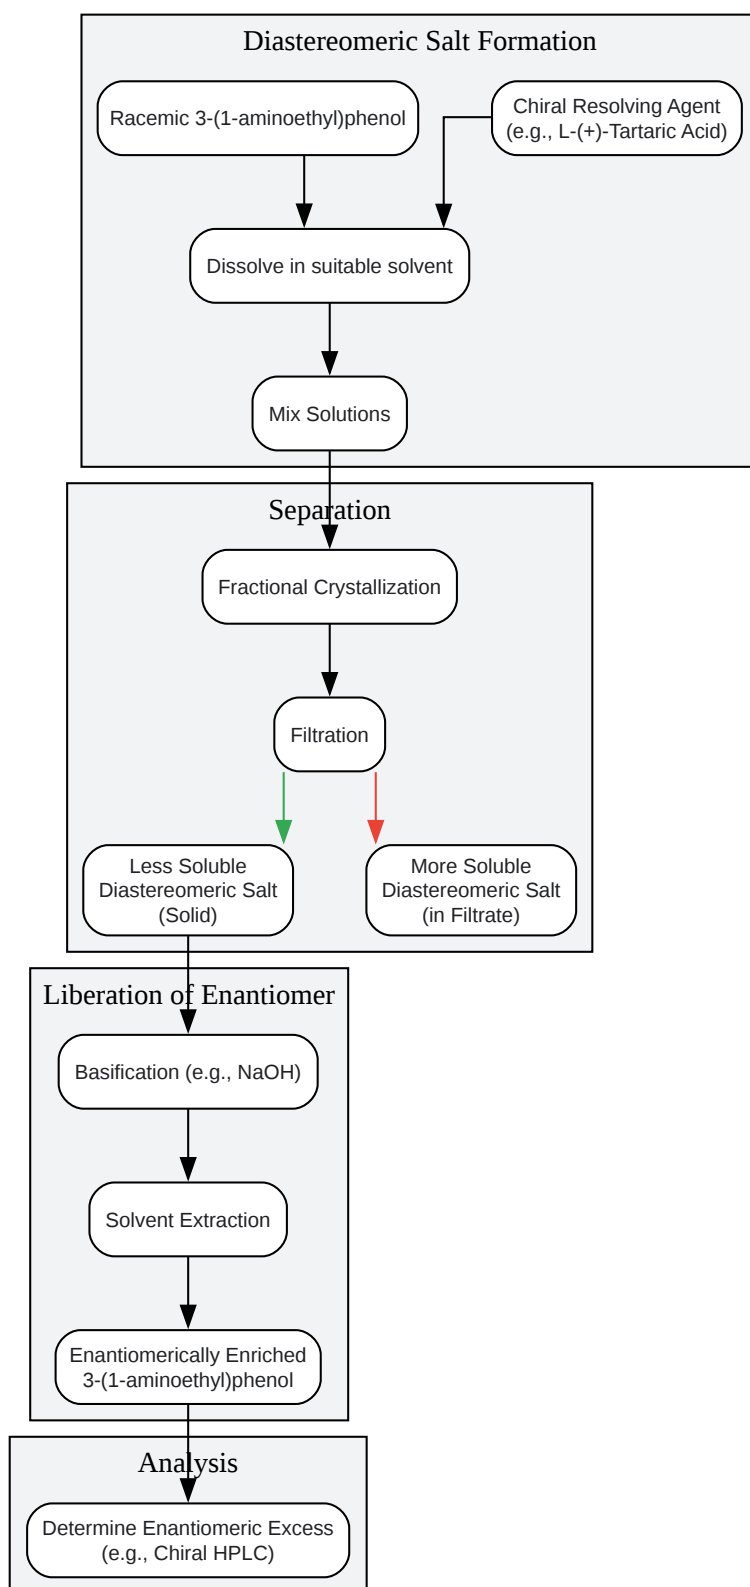 Diastereomeric Salt Formation
Racemic 3-(1-aminoethyl)phenol
Chiral Resolving Agent
(e.g., L-(+)-Tartaric Acid)
Dissolve in suitable solvent
Mix Solutions
Separation
Fractional Crystallization
Filtration
Less Soluble
Diastereomeric Salt
(Solid)
More Soluble
Diastereomeric Salt
(in Filtrate)
Liberation of Enantiomer
Basification (e.g., NaOH)
Solvent Extraction
Enantiomerically Enriched
3-(1-aminoethyl)phenol
Analysis
Determine Enantiomeric Excess
(e.g., Chiral HPLC)